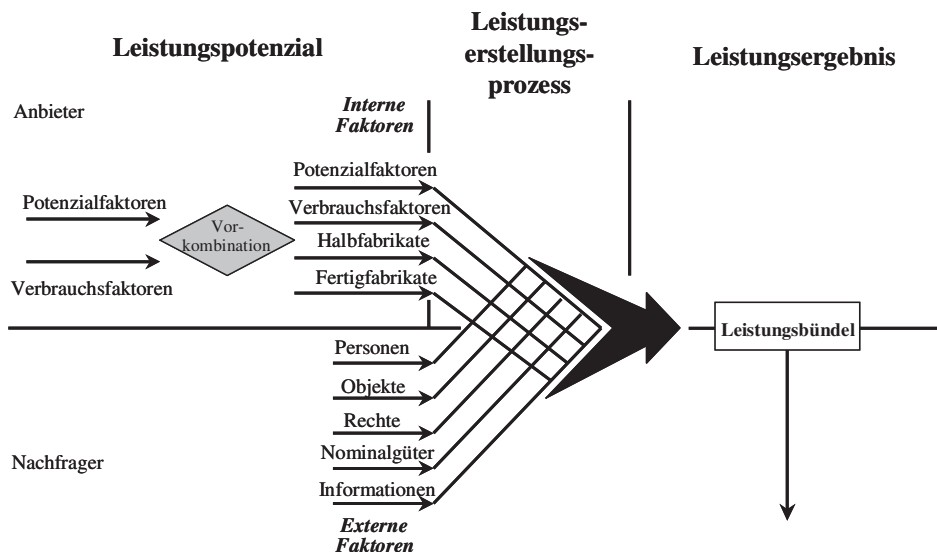 Leistungspotenzial
Leistungs-
erstellungs-
prozess
Leistungsergebnis
Anbieter
Interne
Faktoren
Potenzialfaktoren
Verbrauchsfaktoren
Vor-
kombination
Potenzialfaktoren
Verbrauchsfaktoren
Halbfabrikate
Fertigfabrikate
Leistungsbündel
Nachfrager
Personen
Objekte
Rechte
Nominalgüter
Informationen
Externe
Faktoren